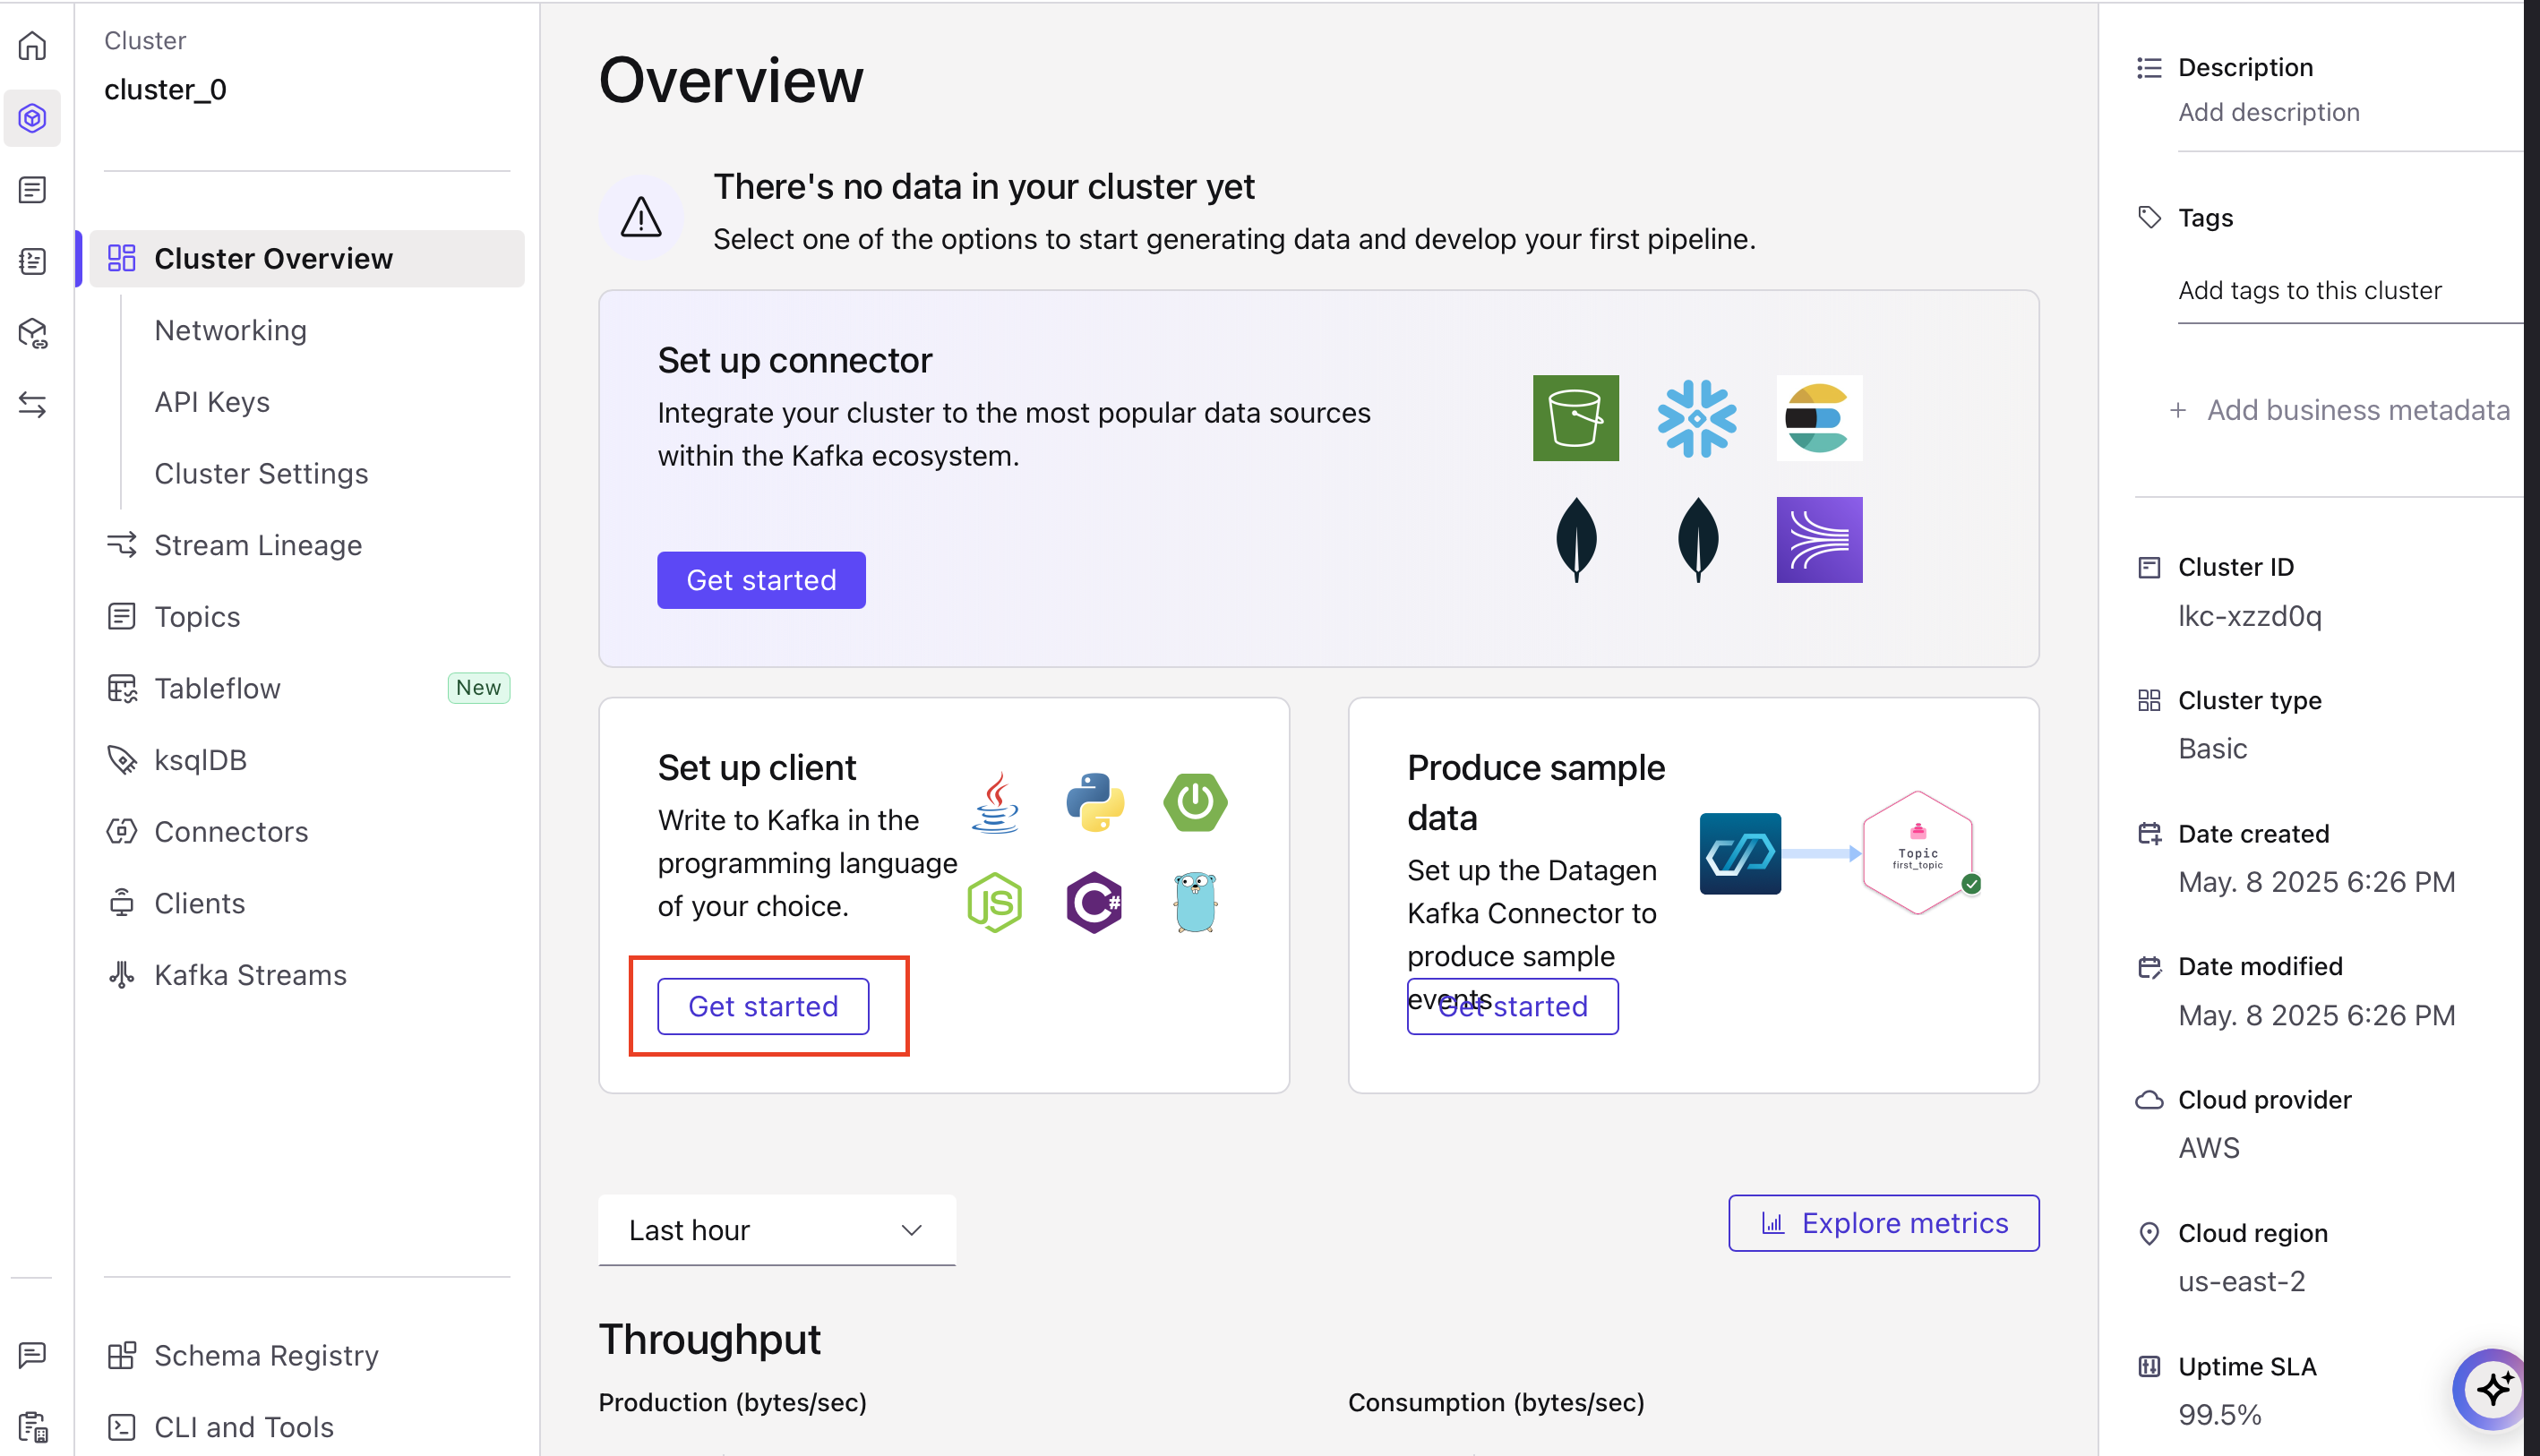 Cluster
cluster_0
Cluster Overview
Networking
API Keys
Cluster Settings
Stream Lineage
Topics
Tableflow
New
ksqlDB
Connectors
Clients
Kafka Streams
Schema Registry
CLI and Tools
Overview
There's no data in your cluster yet
Select one of the options to start generating data and develop your first pipeline.
Set up connector
Integrate your cluster to the most popular data sources
within the Kafka ecosystem.
Get started
Set up client
Write to Kafka in the
programming language
of your choice.
JS
C#
Get started
Produce sample
data
Set up the Datagen
Kafka Connector to
produce sample
events
Get started
Topic
first_topic
Last hour
Explore metrics
Throughput
Production (bytes/sec)
Consumption (bytes/sec)
Description
Add description
Tags
Add tags to this cluster
+ Add business metadata
Cluster ID
lkc-xzzd0q
Cluster type
Basic
Date created
May. 8 2025 6:26 PM
Date modified
May. 8 2025 6:26 PM
Cloud provider
AWS
Cloud region
us-east-2
Uptime SLA
99.5%